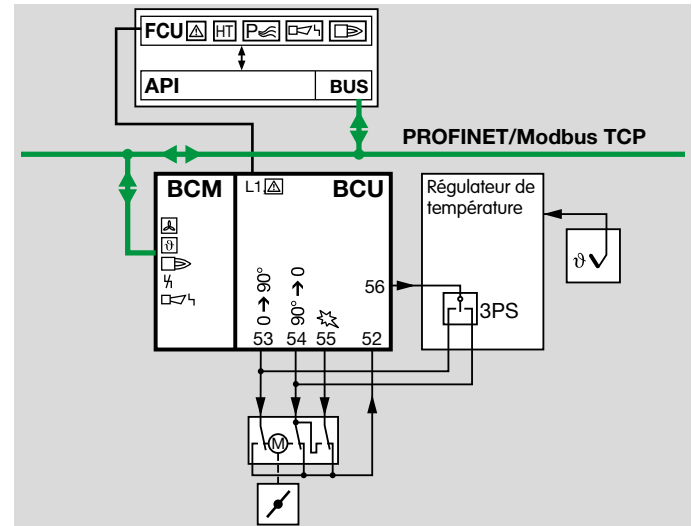 FCU HT P
API BUS
PROFINET/Modbus TCP
BCM L1 BCU
Régulateur de
température
ϑ
ϑ
0 → 90°
90° → 0
56
3PS
53 54 55 52
M